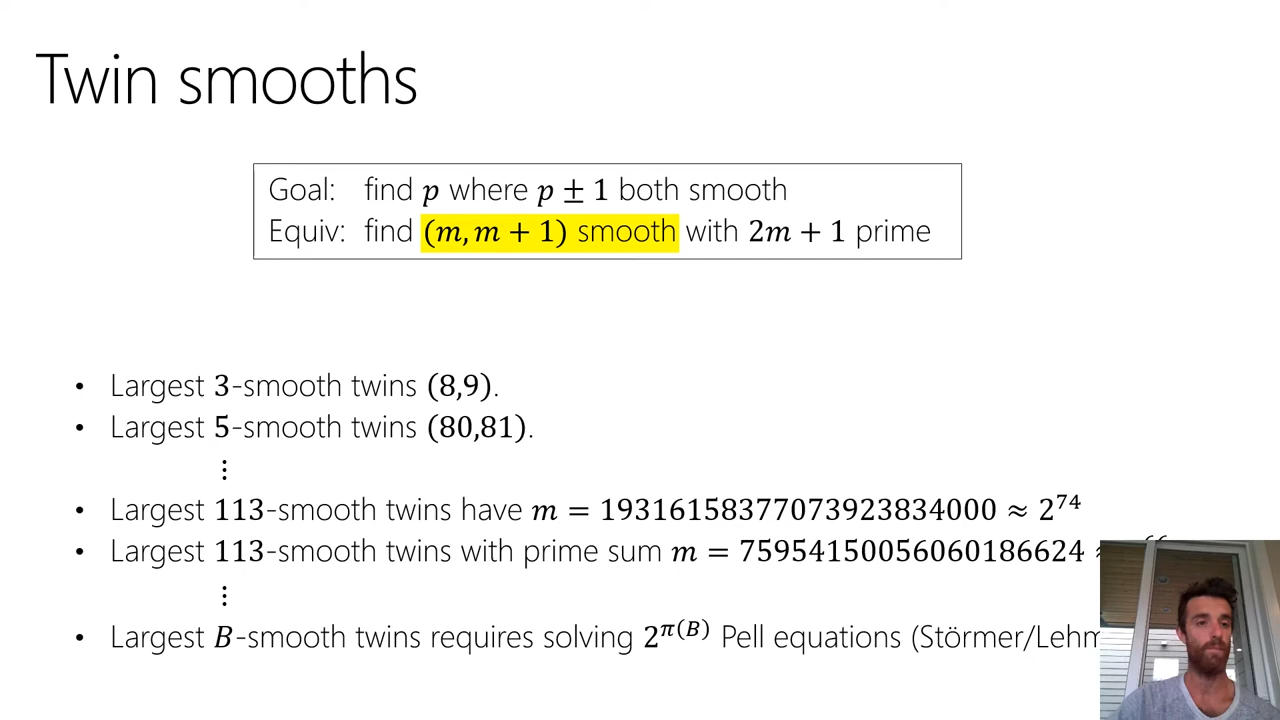 Twin smooths
Goal: find p where p ± 1 both smooth
Equiv: find (m, m + 1) smooth with 2m + 1 prime
• Largest 3-smooth twins (8,9).
• Largest 5-smooth twins (80,81).
⋮
• Largest 113-smooth twins have m = 19316158377073923834000 ≈ 2^74
• Largest 113-smooth twins with prime sum m = 75954150056060186624
⋮
• Largest B-smooth twins requires solving 2^π(B) Pell equations